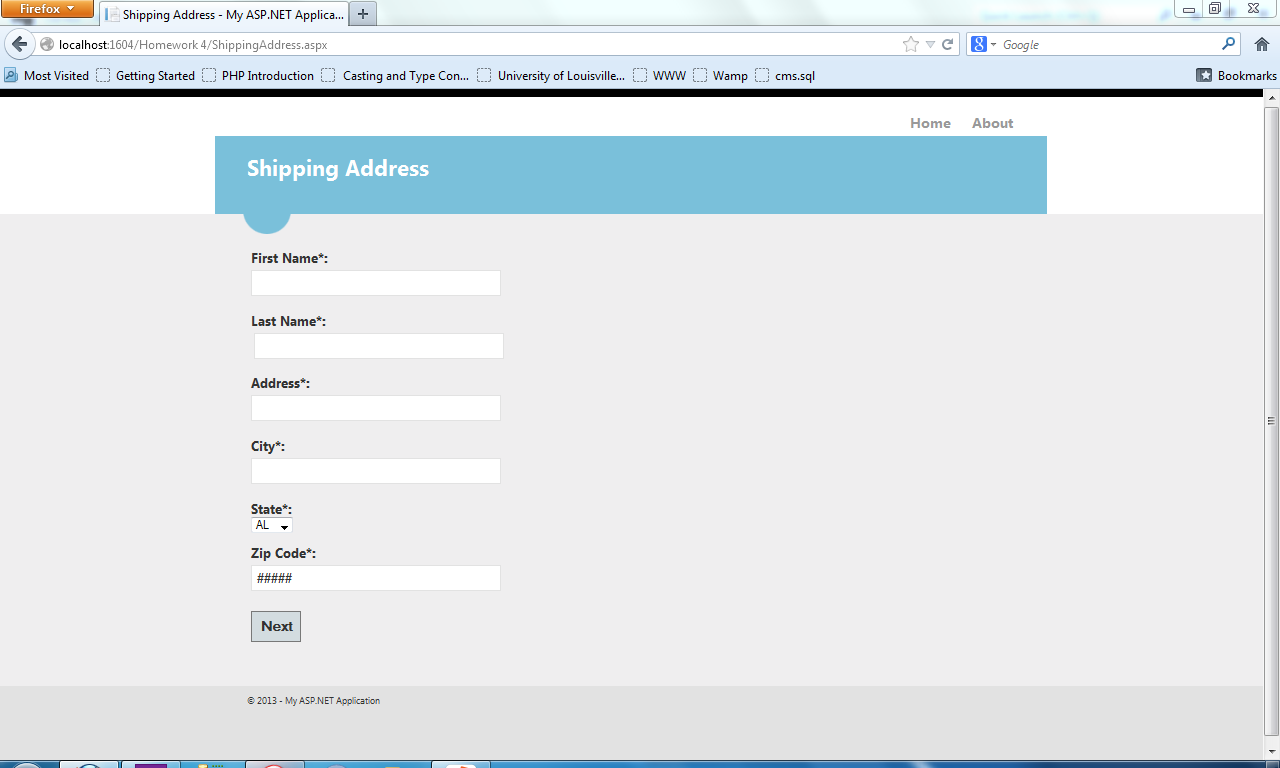 Firefox
Shipping Address - My ASP.NET Applica...
localhost:1604/Homework 4/ShippingAddress.aspx
Google
Most Visited Getting Started PHP Introduction Casting and Type Con... University of Louisville... WWW Wamp cms.sql Bookmarks
Home About
Shipping Address
First Name*:
Last Name*:
Address*:
City*:
State*:
AL
Zip Code*:
#####
Next
© 2013 - My ASP.NET Application